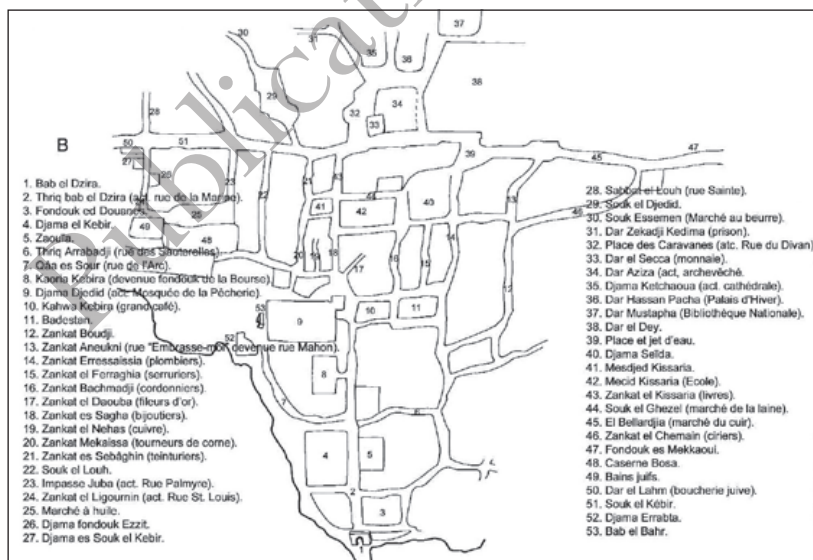 B
1. Bab el Dzira.
2. Thriq bab el Dzira (act. rue de la Marine).
3. Fondouk ed Douanes.
4. Djama el Kebir.
5. Zaouïa.
6. Thriq Arrabadji (rue des Sauterelles).
7. Qâa es Sour (rue de l'Arc).
8. Kaoria Kebira (devenue fondouk de la Bourse).
9. Djama Djedid (act. Mosquée de la Pêcherie).
10. Kahwa Kebira (grand café).
11. Badestan.
12. Zankat Boudji.
13. Zankat Aneukni (rue "Embrasse-moi" devenue rue Mahon).
14. Zankat Erressaissia (plombiers).
15. Zankat el Ferraghia (serruriers).
16. Zankat Bachmadji (cordonniers).
17. Zankat el Daouba (fileurs d'or).
18. Zankat es Sagha (bijoutiers).
19. Zankat el Nehas (cuivre).
20. Zankat Mekaissa (tourneurs de corne).
21. Zankat es Sebâghin (teinturiers).
22. Souk el Louh.
23. Impasse Juba (act. Rue Palmyre).
24. Zankat el Ligournin (act. Rue St. Louis).
25. Marché à huile.
26. Djama fondouk Ezzit.
27. Djama es Souk el Kebir.
28. Sabbat el Louh (rue Sainte).
29. Souk el Djedid.
30. Souk Essemen (Marché au beurre).
31. Dar Zekadji Kedima (prison).
32. Place des Caravanes (atc. Rue du Divan).
33. Dar el Secca (monnaie).
34. Dar Aziza (act, archevêché.
35. Djama Ketchaoua (act. cathédrale).
36. Dar Hassan Pacha (Palais d'Hiver).
37. Dar Mustapha (Bibliothèque Nationale).
38. Dar el Dey.
39. Place et jet d'eau.
40. Djama Seïda.
41. Mesdjed Kissaria.
42. Mecid Kissaria (Ecole).
43. Zankat el Kissaria (livres).
44. Souk el Ghezel (marché de la laine).
45. El Bellardjia (marché du cuir).
46. Zankat el Chemain (ciriers).
47. Fondouk es Mekkaoui.
48. Caserne Bosa.
49. Bains juifs.
50. Dar el Lahm (boucherie juive).
51. Souk el Kébir.
52. Djama Errabta.
53. Bab el Bahr.